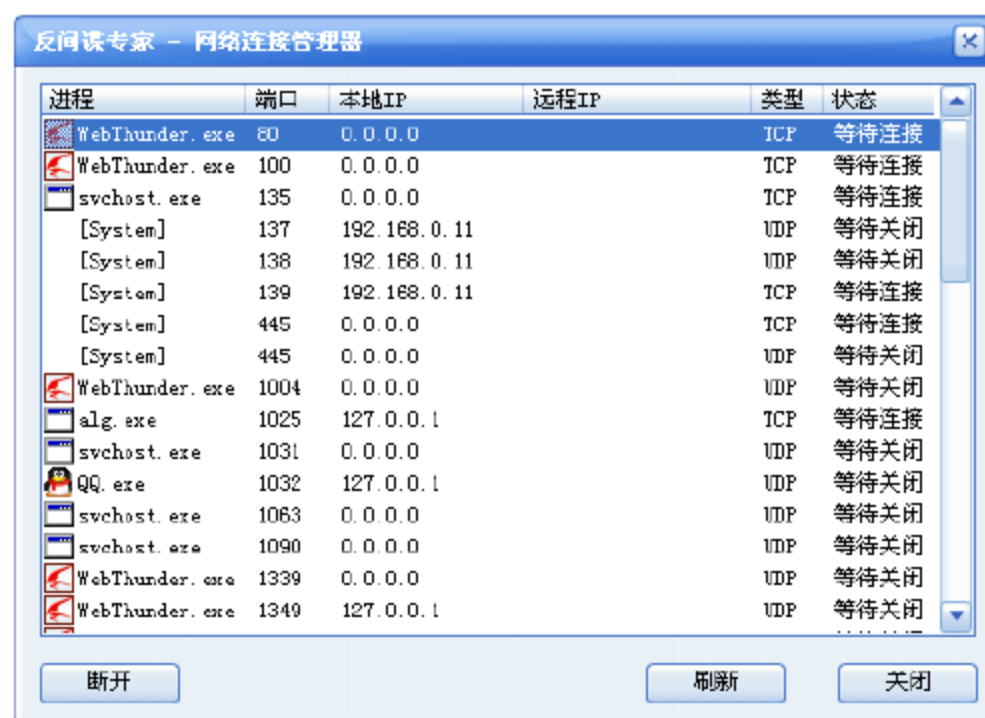 反间谍专家 - 网络连接管理器
进程 端口 本地IP 远程IP 类型 状态
WebThunder.exe 80 0.0.0.0 TCP 等待连接
WebThunder.exe 100 0.0.0.0 TCP 等待连接
svchost.exe 135 0.0.0.0 TCP 等待连接
[System] 137 192.168.0.11 UDP 等待关闭
[System] 138 192.168.0.11 UDP 等待关闭
[System] 139 192.168.0.11 TCP 等待连接
[System] 445 0.0.0.0 TCP 等待连接
[System] 445 0.0.0.0 UDP 等待关闭
WebThunder.exe 1004 0.0.0.0 UDP 等待关闭
alg.exe 1025 127.0.0.1 TCP 等待连接
svchost.exe 1031 0.0.0.0 UDP 等待关闭
QQ.exe 1032 127.0.0.1 UDP 等待关闭
svchost.exe 1063 0.0.0.0 UDP 等待关闭
svchost.exe 1090 0.0.0.0 UDP 等待关闭
WebThunder.exe 1339 0.0.0.0 UDP 等待关闭
WebThunder.exe 1349 127.0.0.1 UDP 等待关闭
断开 刷新 关闭